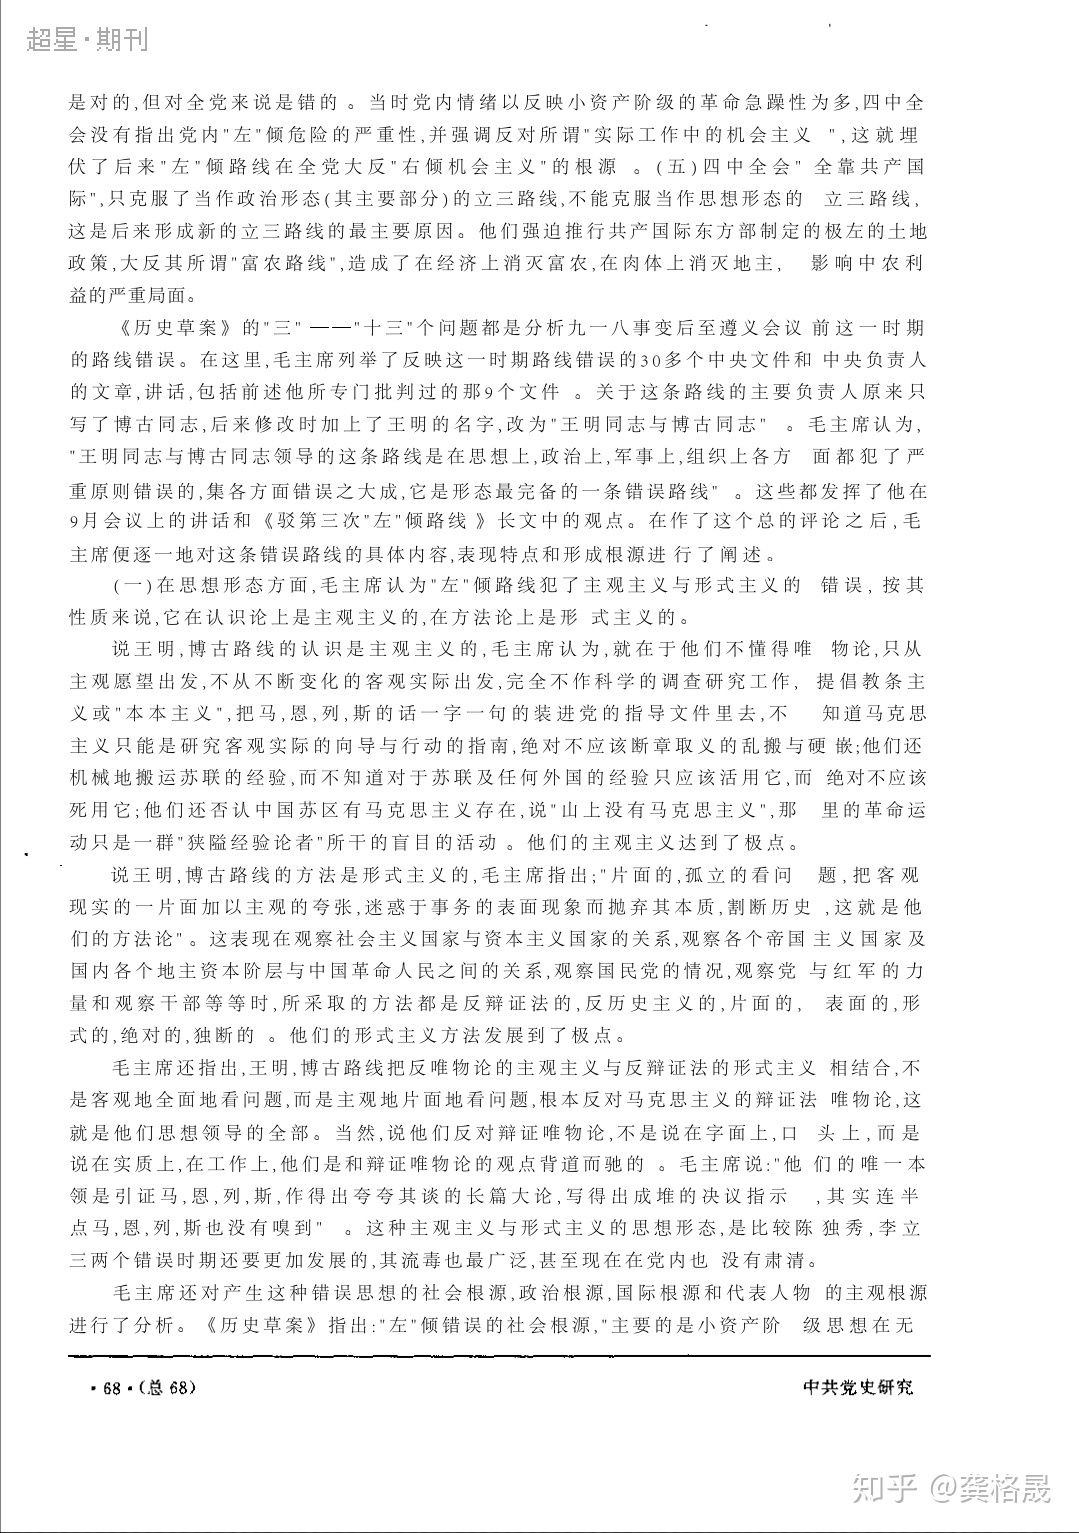 超星·期刊
是对的,但对全党来说是错的。当时党内情绪以反映小资产阶级的革命急躁性为多,四中全
会没有指出党内"左"倾危险的严重性,并强调反对所谓"实际工作中的机会主义 ",这就埋
伏了后来"左"倾路线在全党大反"右倾机会主义"的根源 。(五)四中全会" 全靠共产国
际",只克服了当作政治形态(其主要部分)的立三路线,不能克服当作思想形态的 立三路线,
这是后来形成新的立三路线的最主要原因。他们强迫推行共产国际东方部制定的极左的土地
政策,大反其所谓"富农路线",造成了在经济上消灭富农,在肉体上消灭地主, 影响中农利
益的严重局面。
《历史草案》的"三" ——"十三"个问题都是分析九一八事变后至遵义会议 前这一时期
的路线错误。在这里,毛主席列举了反映这一时期路线错误的30多个中央文件和 中央负责人
的文章,讲话,包括前述他所专门批判过的那9个文件 。关于这条路线的主要负责人原来只
写了博古同志,后来修改时加上了王明的名字,改为"王明同志与博古同志" 。毛主席认为,
"王明同志与博古同志领导的这条路线是在思想上,政治上,军事上,组织上各方 面都犯了严
重原则错误的,集各方面错误之大成,它是形态最完备的一条错误路线" 。这些都发挥了他在
9月会议上的讲话和《驳第三次"左"倾路线 》长文中的观点。在作了这个总的评论之后,毛
主席便逐一地对这条错误路线的具体内容,表现特点和形成根源进 行了阐述。
(一)在思想形态方面,毛主席认为"左"倾路线犯了主观主义与形式主义的 错误, 按其
性质来说,它在认识论上是主观主义的,在方法论上是形 式主义的。
说王明,博古路线的认识是主观主义的,毛主席认为,就在于他们不懂得唯 物论,只从
主观愿望出发,不从不断变化的客观实际出发,完全不作科学的调查研究工作, 提倡教条主
义或"本本主义",把马,恩,列,斯的话一字一句的装进党的指导文件里去,不 知道马克思
主义只能是研究客观实际的向导与行动的指南,绝对不应该断章取义的乱搬与硬 嵌;他们还
机械地搬运苏联的经验,而不知道对于苏联及任何外国的经验只应该活用它,而 绝对不应该
死用它;他们还否认中国苏区有马克思主义存在,说"山上没有马克思主义",那 里的革命运
动只是一群"狭隘经验论者"所干的盲目的活动 。他们的主观主义达到了极点。
说王明,博古路线的方法是形式主义的,毛主席指出;"片面的,孤立的看问 题,把客观
现实的一片面加以主观的夸张,迷惑于事务的表面现象而抛弃其本质,割断历史 ,这就是他
们的方法论"。这表现在观察社会主义国家与资本主义国家的关系,观察各个帝国 主义国家及
国内各个地主资本阶层与中国革命人民之间的关系,观察国民党的情况,观察党 与红军的力
量和观察干部等等时,所采取的方法都是反辩证法的,反历史主义的,片面的, 表面的,形
式的,绝对的,独断的 。他们的形式主义方法发展到了极点。
毛主席还指出,王明,博古路线把反唯物论的主观主义与反辩证法的形式主义 相结合,不
是客观地全面地看问题,而是主观地片面地看问题,根本反对马克思主义的辩证法 唯物论,这
就是他们思想领导的全部。当然,说他们反对辩证唯物论,不是说在字面上,口 头上,而是
说在实质上,在工作上,他们是和辩证唯物论的观点背道而驰的 。毛主席说:"他 们的唯一本
领是引证马,恩,列,斯,作得出夸夸其谈的长篇大论,写得出成堆的决议指示 ,其实连半
点马,恩,列,斯也没有嗅到" 。这种主观主义与形式主义的思想形态,是比较陈 独秀,李立
三两个错误时期还要更加发展的,其流毒也最广泛,甚至现在在党内也 没有肃清。
毛主席还对产生这种错误思想的社会根源,政治根源,国际根源和代表人物 的主观根源
进行了分析。《历史草案》指出:"左"倾错误的社会根源,"主要的是小资产阶 级思想在无
·68·(总68) 中共党史研究
知乎 @龚格晟